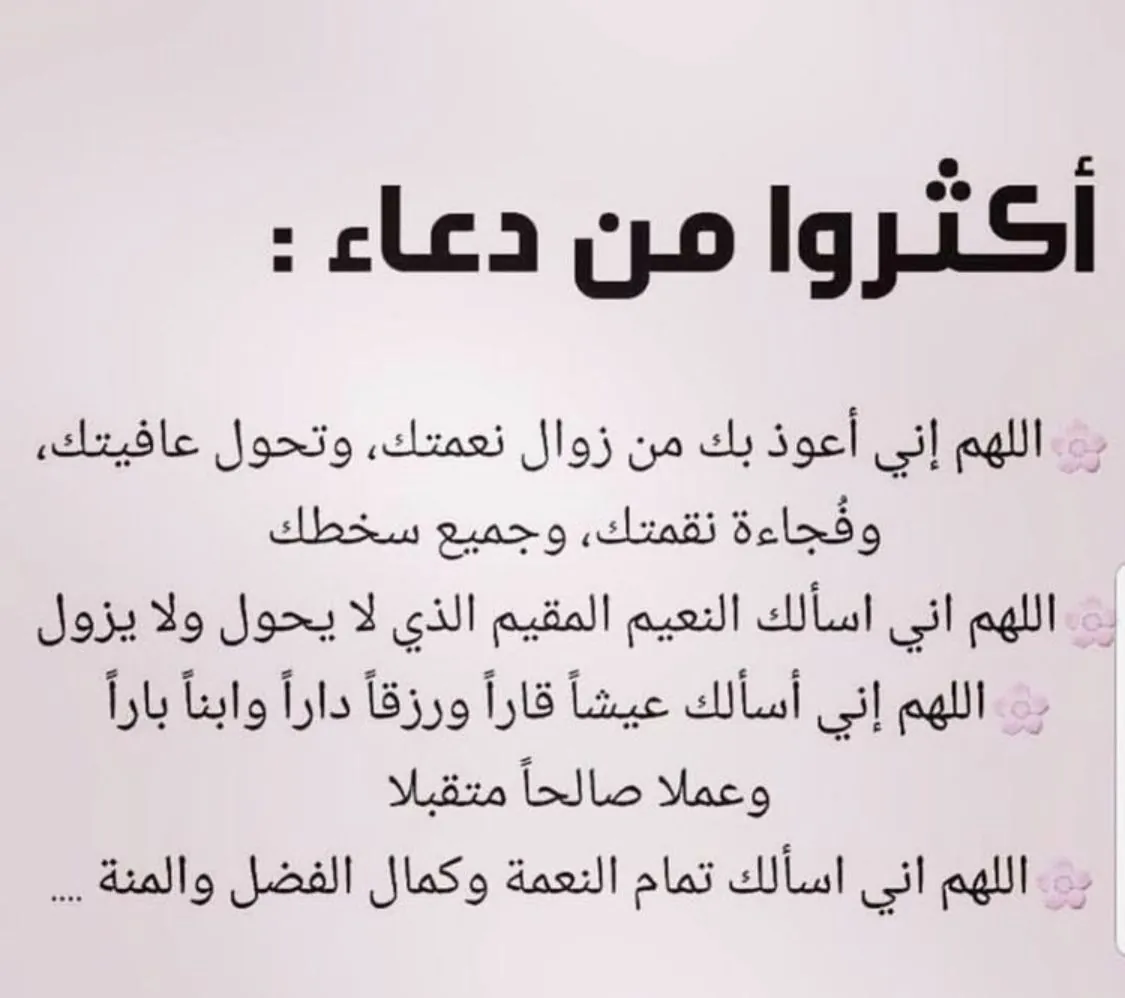 أكثروا من دعاء :
اللهم إني أعوذ بك من زوال نعمتك، وتحول عافيتك،
وفُجاءة نقمتك، وجميع سخطك
اللهم اني اسألك النعيم المقيم الذي لا يحول ولا يزول
اللهم إني أسألك عيشاً قاراً ورزقاً داراً وابناً باراً
وعملا صالحاً متقبلا
اللهم اني اسألك تمام النعمة وكمال الفضل والمنة ....